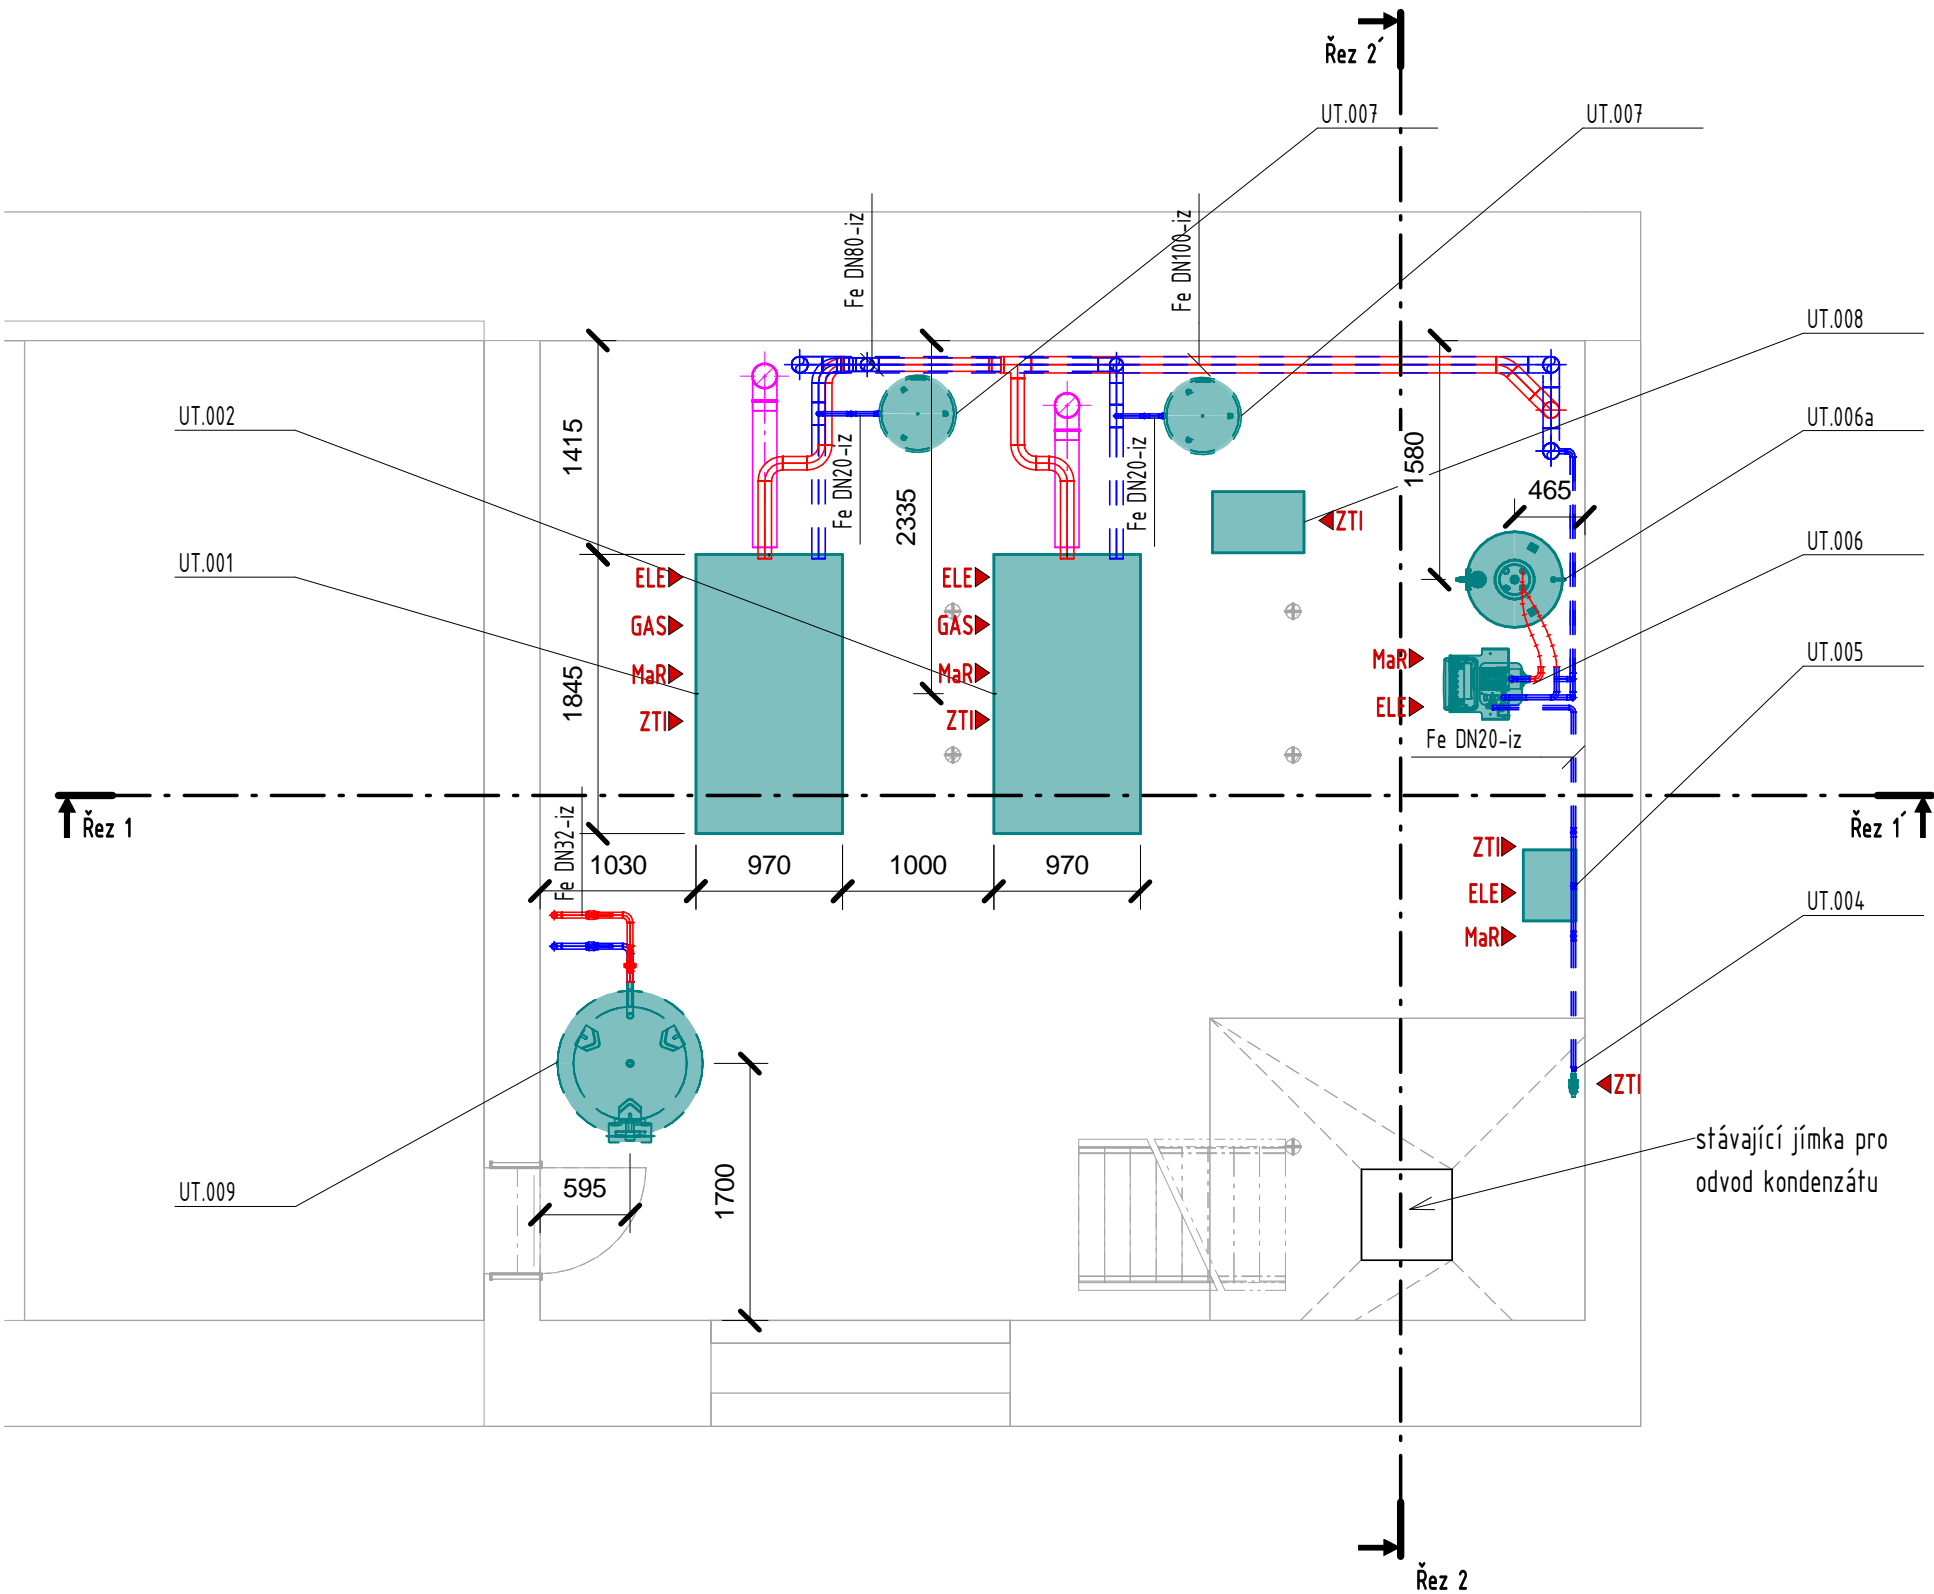 Řez 2´
UT.007
UT.007
Fe DN80-iz
Fe DN100-iz
UT.008
UT.002
UT.006a
1415
Fe DN20-iz
2335
Fe DN20-iz
1580
465
ZTI
UT.001
UT.006
ELE
GAS
MaR
ZTI
ELE
GAS
MaR
ZTI
1845
MaR
ELE
UT.005
Fe DN20-iz
Řez 1
Řez 1´
Fe DN32-iz
1030
970
1000
970
ZTI
ELE
MaR
UT.004
ZTI
stávající jímka pro
odvod kondenzátu
UT.009
595
1700
Řez 2